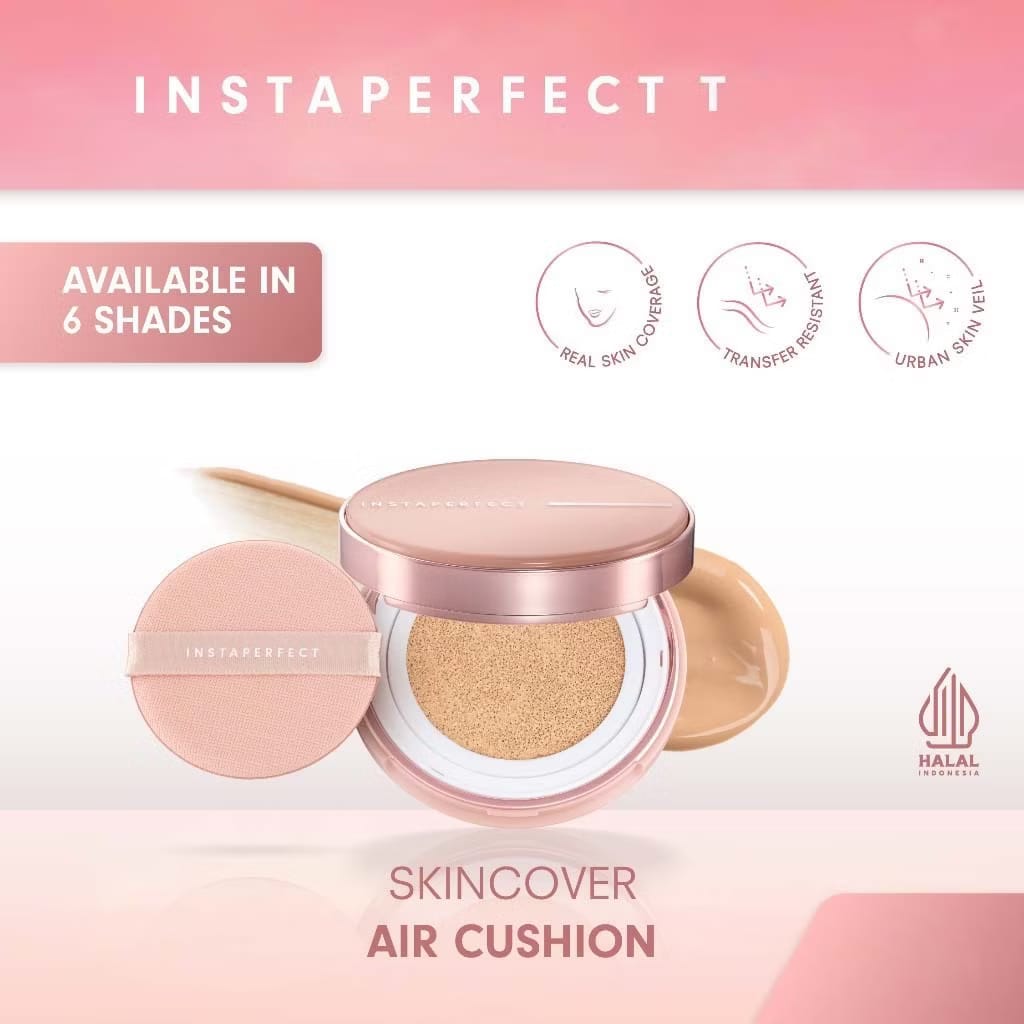 INSTAPERFECT T
AVAILABLE IN
6 SHADES
REAL SKIN COVERAGE
TRANSFER RESISTANT
URBAN SKIN VEIL
INSTAPERFECT
INSTAPERFECT
HALAL
INDONESIA
SKINCOVER
AIR CUSHION